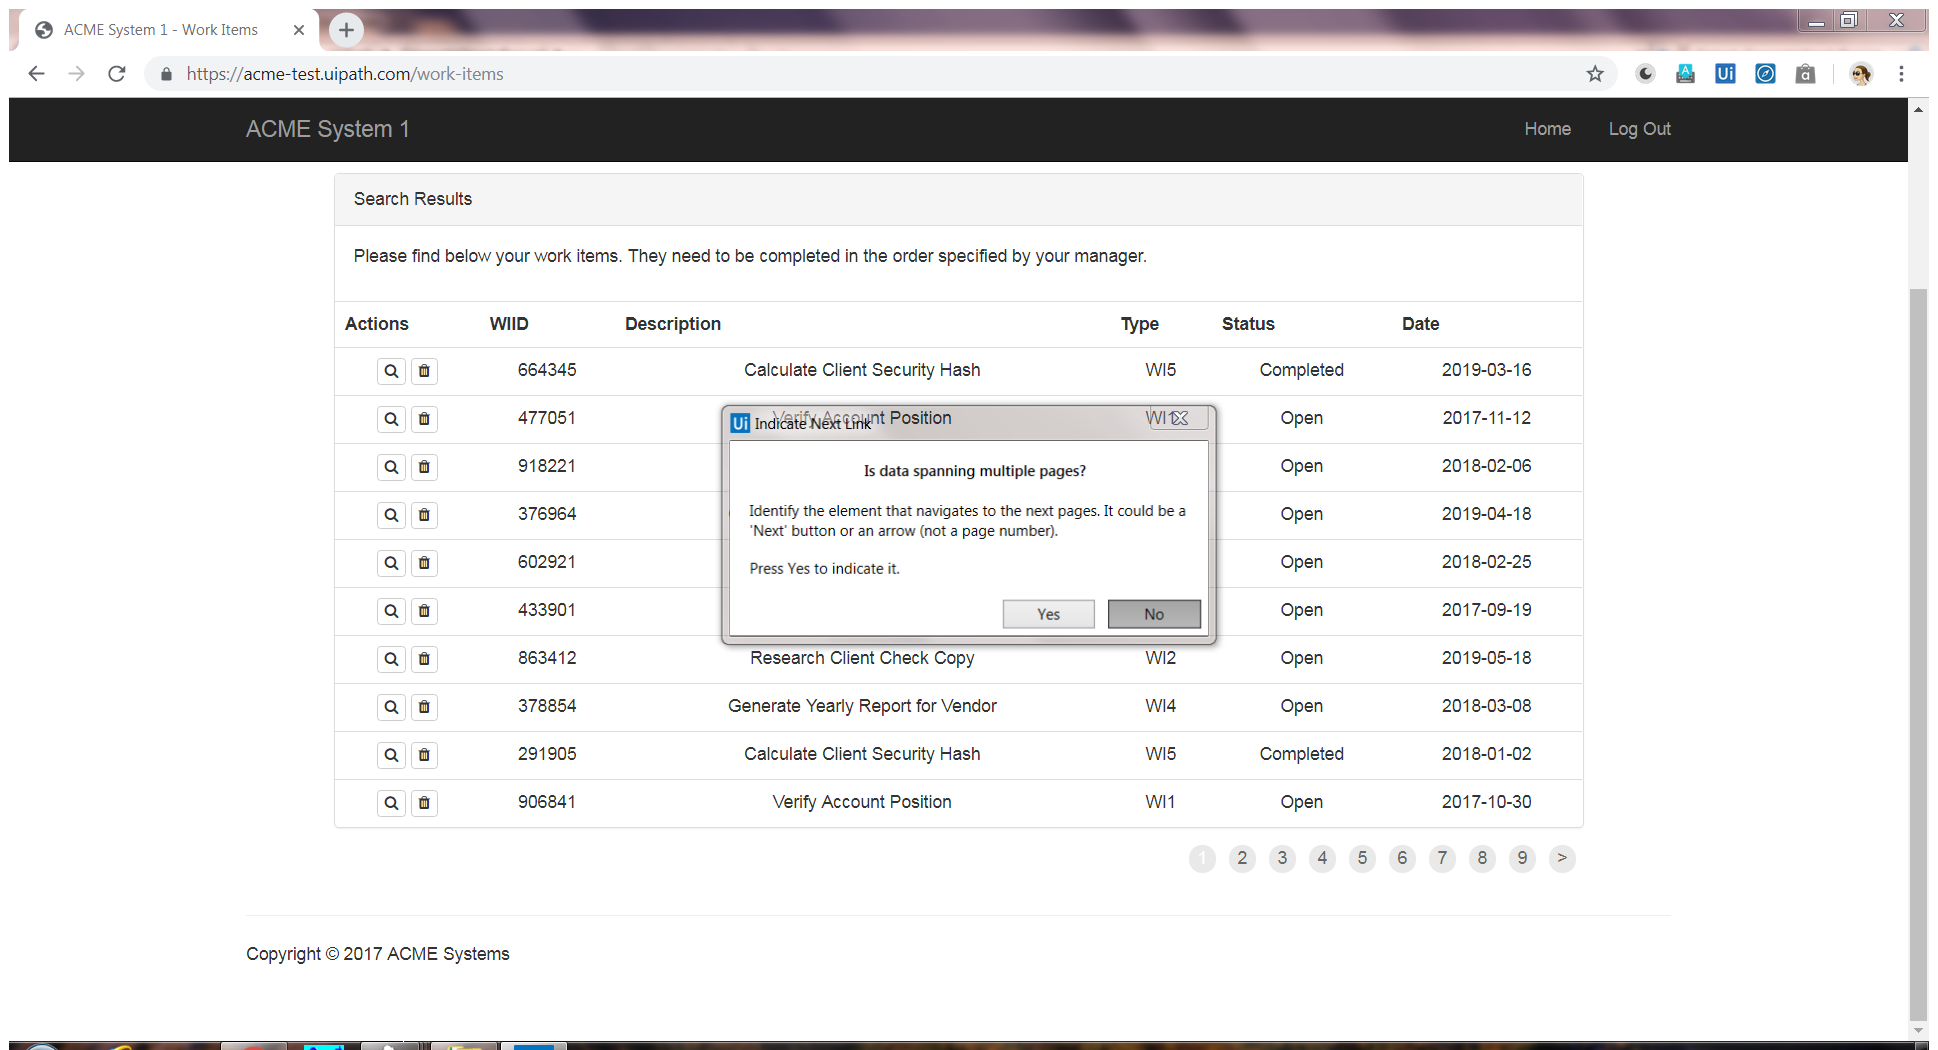 ACME System 1 - Work Items
https://acme-test.uipath.com/work-items
ACME System 1 Home Log Out
Search Results
Please find below your work items. They need to be completed in the order specified by your manager.
Actions WIID Description Type Status Date
664345 Calculate Client Security Hash WI5 Completed 2019-03-16
477051 Verify Account Position WI1 Open 2017-11-12
918221 Open 2018-02-06
376964 Open 2019-04-18
602921 Open 2018-02-25
433901 Open 2017-09-19
863412 Research Client Check Copy WI2 Open 2019-05-18
378854 Generate Yearly Report for Vendor WI4 Open 2018-03-08
291905 Calculate Client Security Hash WI5 Completed 2018-01-02
906841 Verify Account Position WI1 Open 2017-10-30
Ui Indicate Next Link
Is data spanning multiple pages?
Identify the element that navigates to the next pages. It could be a
'Next' button or an arrow (not a page number).
Press Yes to indicate it.
Yes No
1 2 3 4 5 6 7 8 9 >
Copyright © 2017 ACME Systems